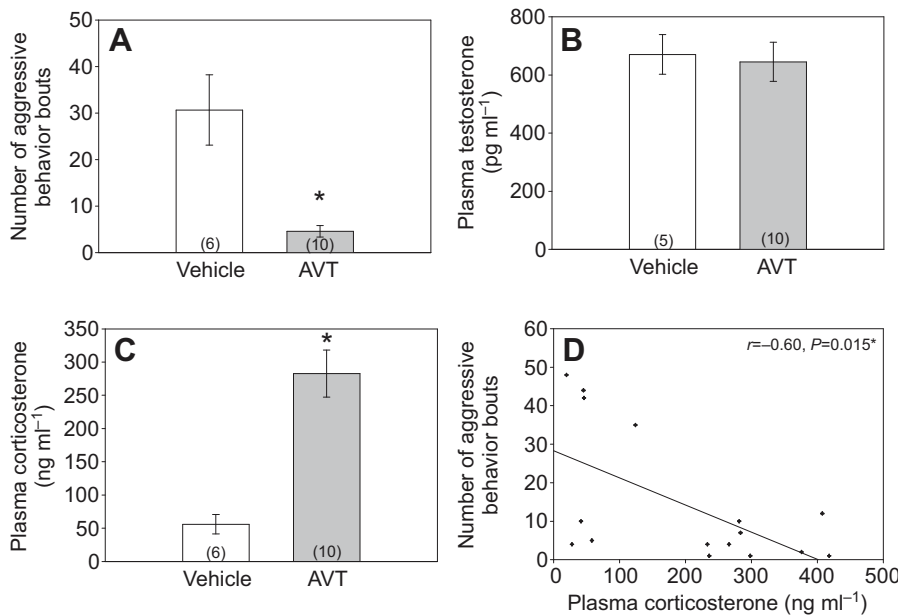 A
Number of aggressive
behavior bouts
50
40
30
20
10
0
*
(6)
(10)
Vehicle
AVT
B
Plasma testosterone
(pg ml⁻¹)
800
600
400
200
0
(5)
(10)
Vehicle
AVT
C
Plasma corticosterone
(ng ml⁻¹)
350
300
250
200
150
100
50
0
*
(6)
(10)
Vehicle
AVT
D
r=–0.60, P=0.015*
Number of aggressive
behavior bouts
60
50
40
30
20
10
0
0 100 200 300 400 500
Plasma corticosterone (ng ml⁻¹)